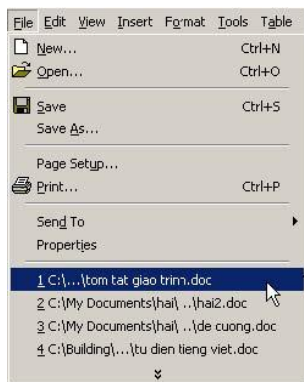 File Edit View Insert Format Tools Table
New... Ctrl+N
Open... Ctrl+O
Save Ctrl+S
Save As...
Page Setup...
Print... Ctrl+P
Send To
Properties
1 C:\...\tom tat giao trinh.doc
2 C:\My Documents\hai\ ..\hai2.doc
3 C:\My Documents\hai\ ..\de cuong.doc
4 C:\Building\...\tu dien tieng viet.doc